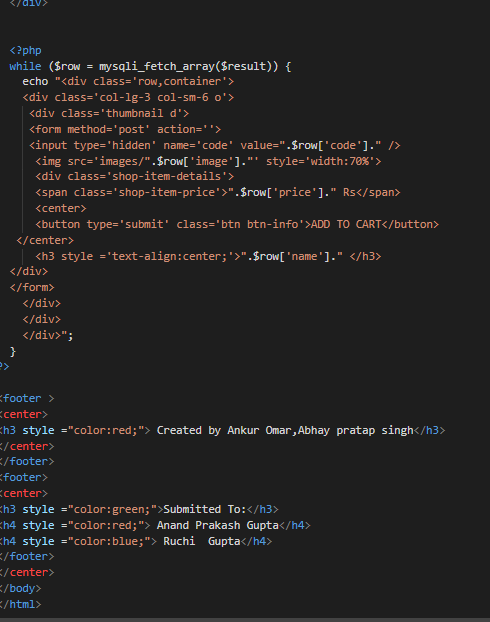 </div>
<?php
while ($row = mysqli_fetch_array($result)) {
echo "<div class='row,container'>
<div class='col-lg-3 col-sm-6 o'>
<div class='thumbnail d'>
<form method='post' action=''>
<input type='hidden' name='code' value=".$row['code']." />
<img src='images/".$row['image']."' style='width:70%'>
<div class='shop-item-details'>
<span class='shop-item-price'>".$row['price']." Rs</span>
<center>
<button type='submit' class='btn btn-info'>ADD TO CART</button>
</center>
<h3 style ='text-align:center;'>".$row['name']." </h3>
</div>
</form>
</div>
</div>
</div>";
}
?>
<footer >
<center>
<h3 style ="color:red;"> Created by Ankur Omar,Abhay pratap singh</h3>
</center>
</footer>
<footer>
<center>
<h3 style ="color:green;">Submitted To:</h3>
<h4 style ="color:red;"> Anand Prakash Gupta</h4>
<h4 style ="color:blue;"> Ruchi  Gupta</h4>
</footer>
</center>
</body>
</html>